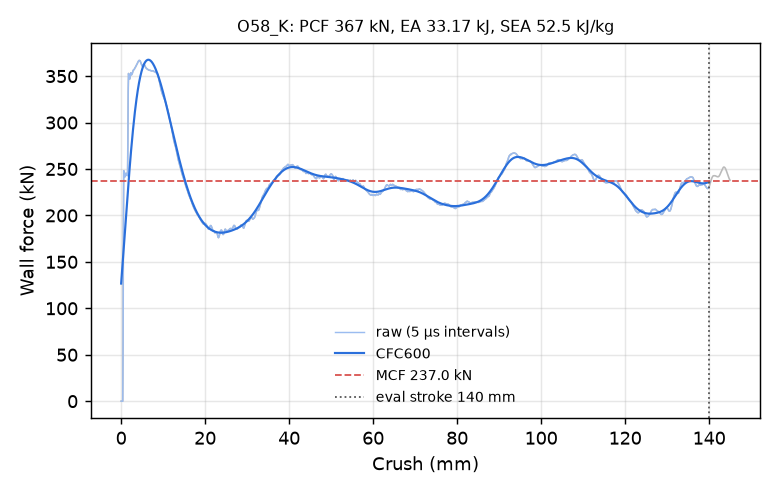 O58_K: PCF 367 kN, EA 33.17 kJ, SEA 52.5 kJ/kg
Wall force (kN)
350
300
250
200
150
100
50
0
raw (5 µs intervals)
CFC600
MCF 237.0 kN
eval stroke 140 mm
0 20 40 60 80 100 120 140
Crush (mm)